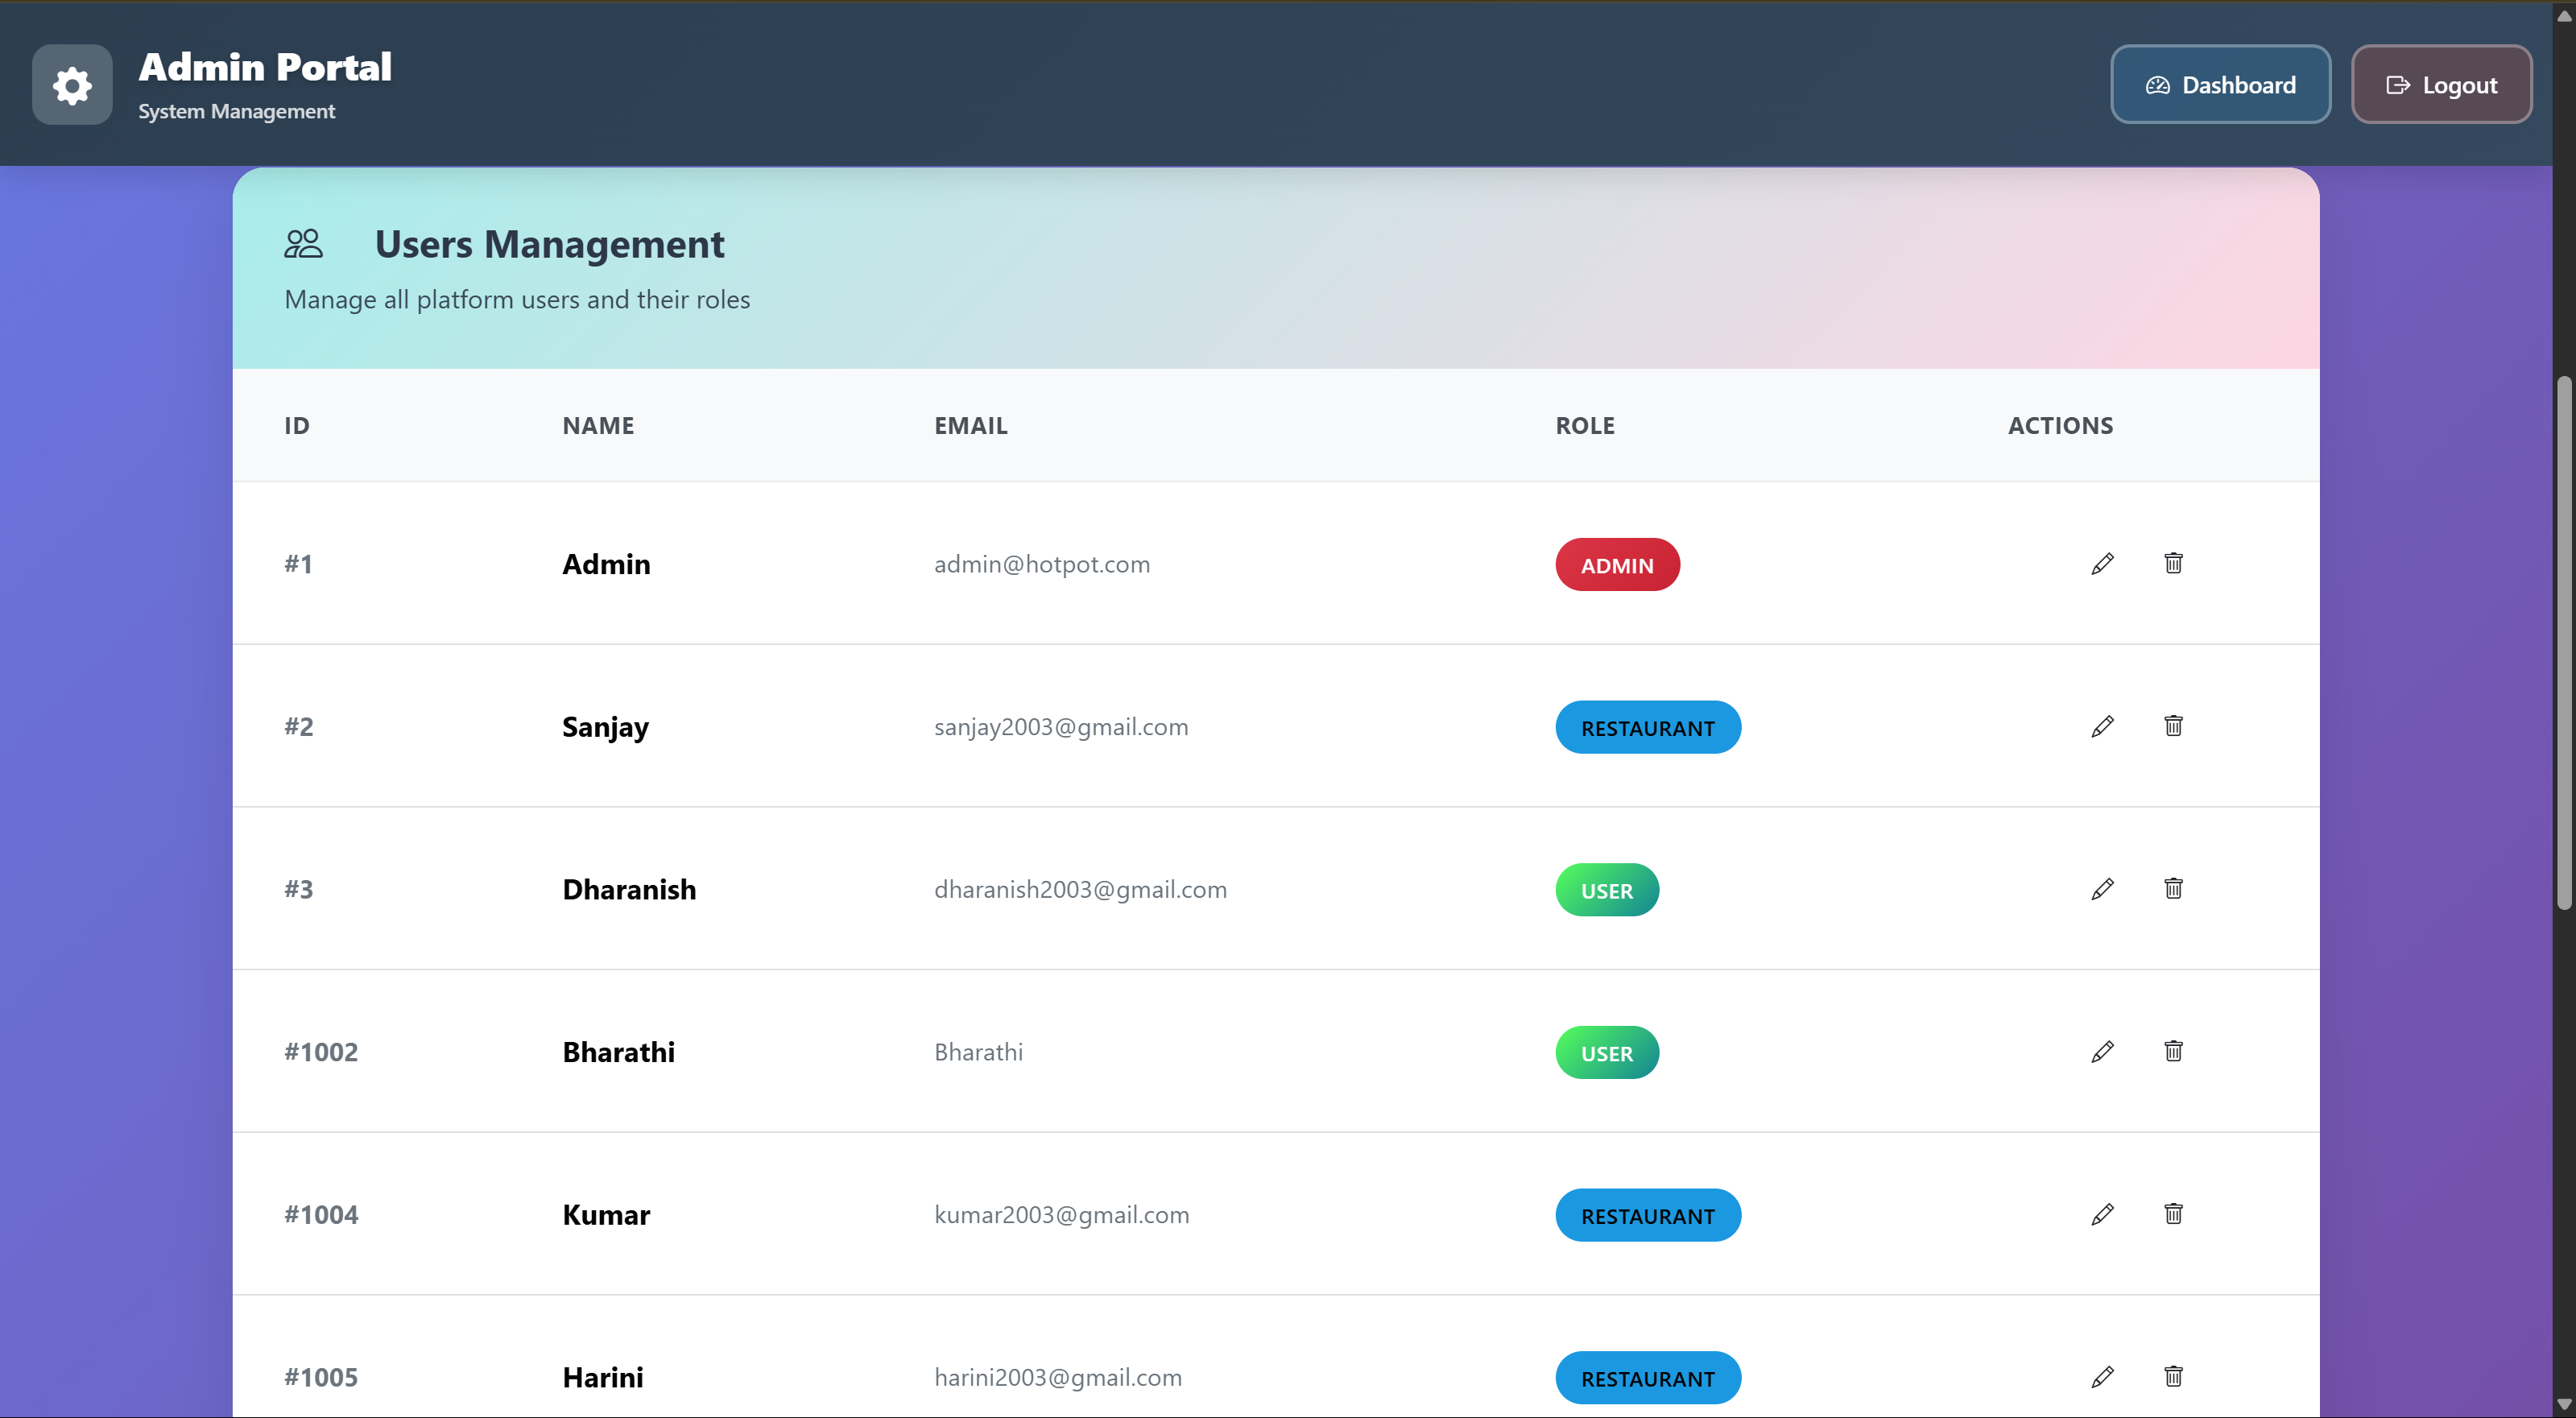 Admin Portal
System Management
Dashboard
Logout
Users Management
Manage all platform users and their roles
ID NAME EMAIL ROLE ACTIONS
#1 Admin admin@hotpot.com ADMIN
#2 Sanjay sanjay2003@gmail.com RESTAURANT
#3 Dharanish dharanish2003@gmail.com USER
#1002 Bharathi Bharathi USER
#1004 Kumar kumar2003@gmail.com RESTAURANT
#1005 Harini harini2003@gmail.com RESTAURANT